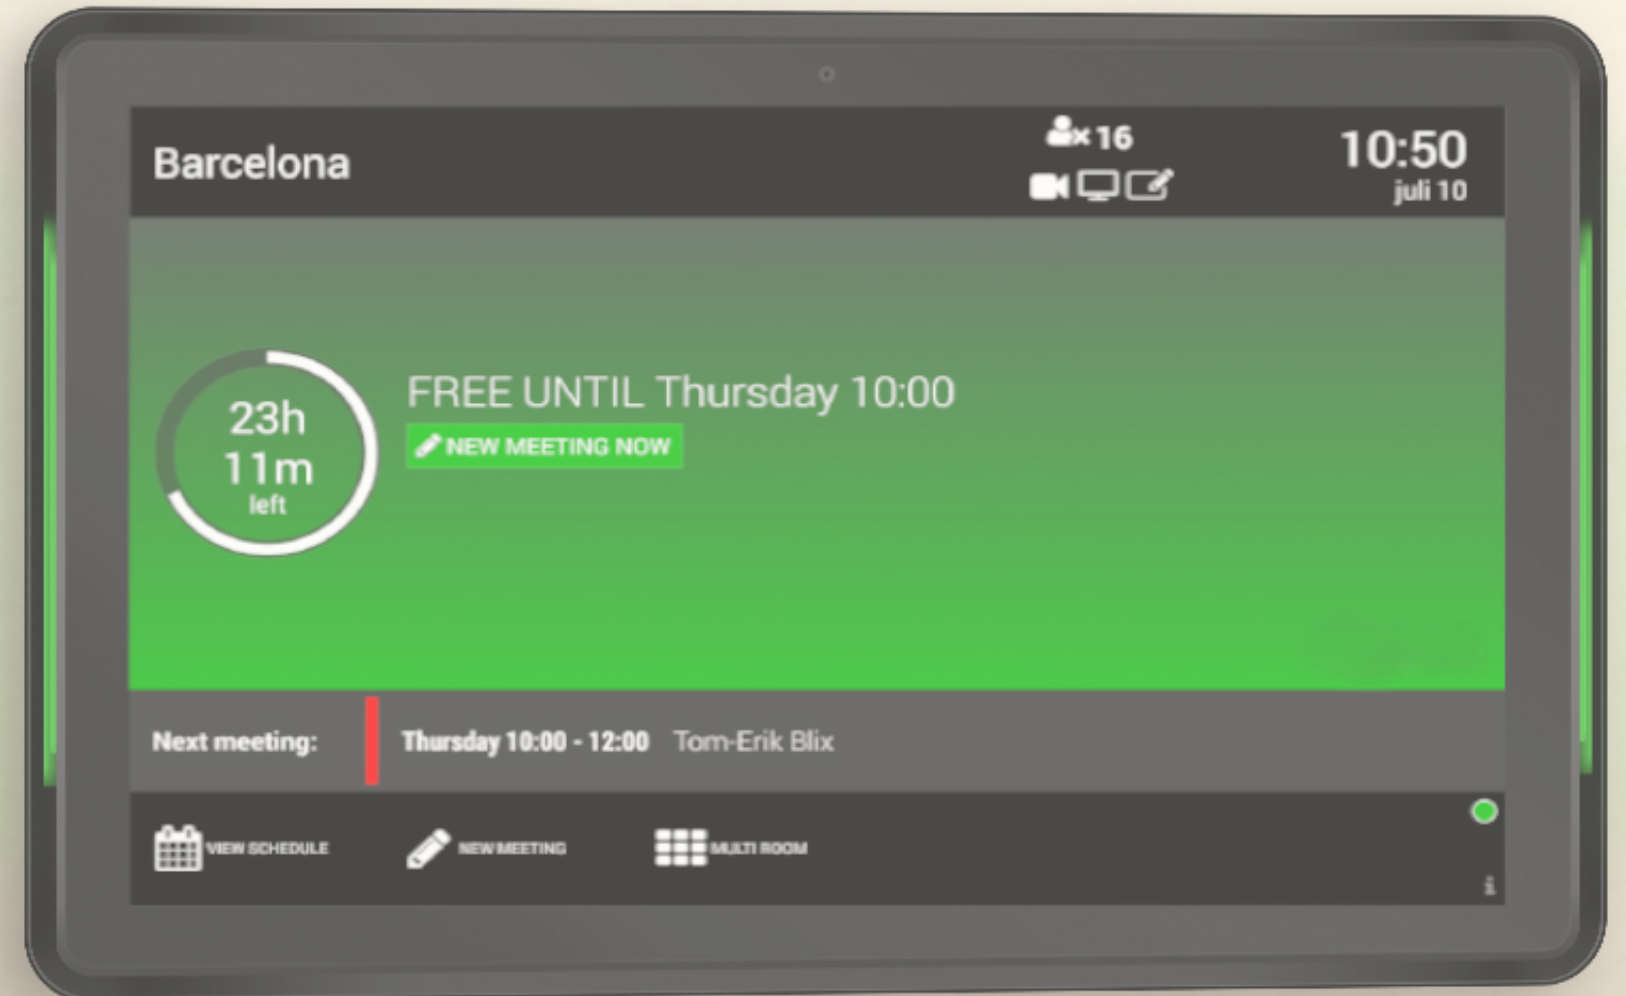 Barcelona
x 16
10:50
juli 10
23h
11m
left
FREE UNTIL Thursday 10:00
NEW MEETING NOW
Next meeting:
Thursday 10:00 - 12:00 Tom-Erik Blix
VIEW SCHEDULE
NEW MEETING
MULTI ROOM